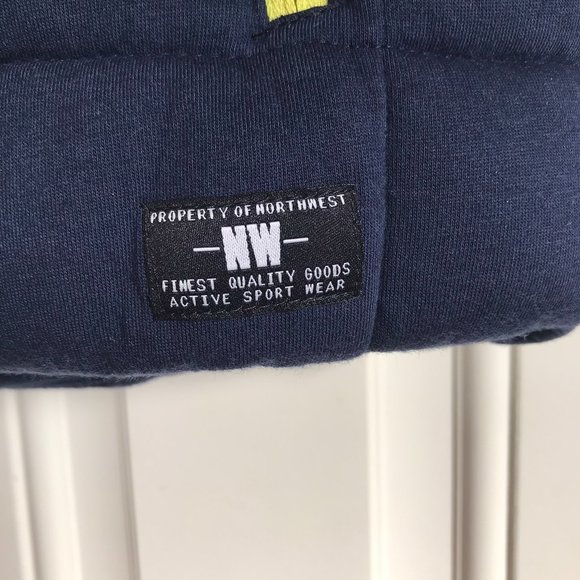 PROPERTY OF NORTHWEST
-NW-
FINEST QUALITY GOODS
ACTIVE SPORT WEAR